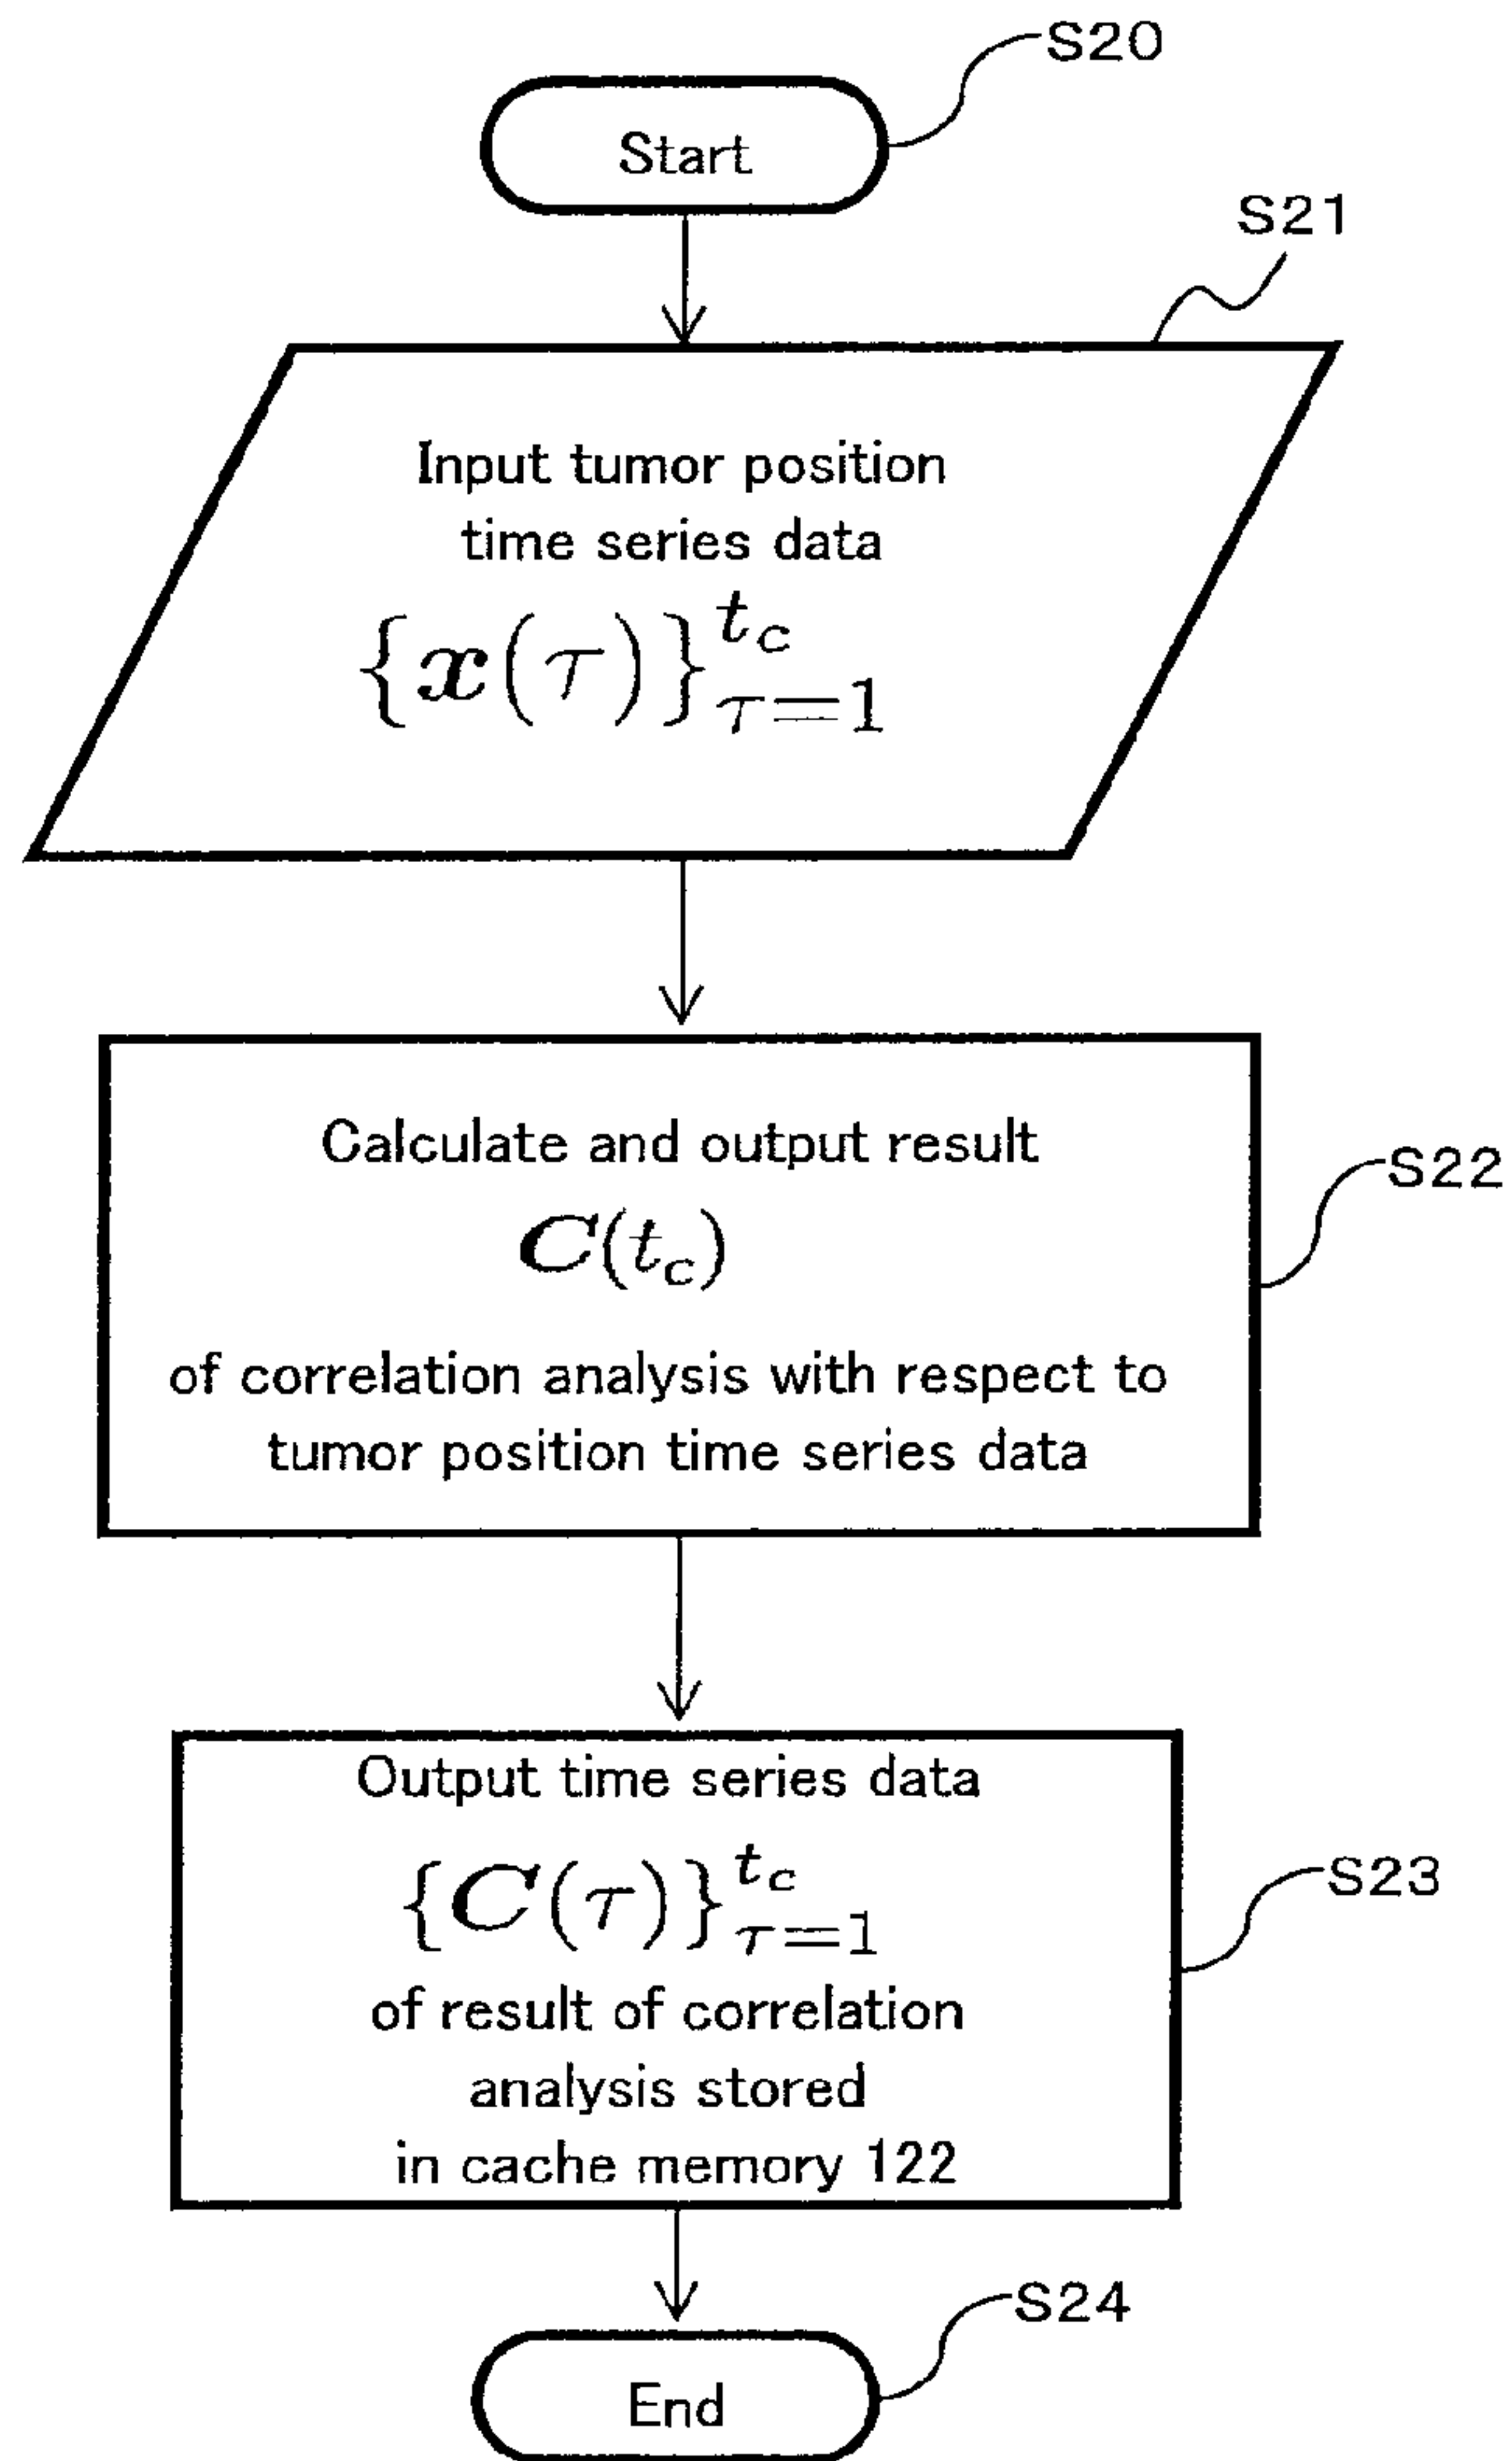 S20
Start
S21
Input tumor position
time series data
{x(τ)}_{τ=1}^{t_c}
Calculate and output result
C(t_c)
S22
of correlation analysis with respect to
tumor position time series data
Output time series data
{C(τ)}_{τ=1}^{t_c}
S23
of result of correlation
analysis stored
in cache memory 122
S24
End